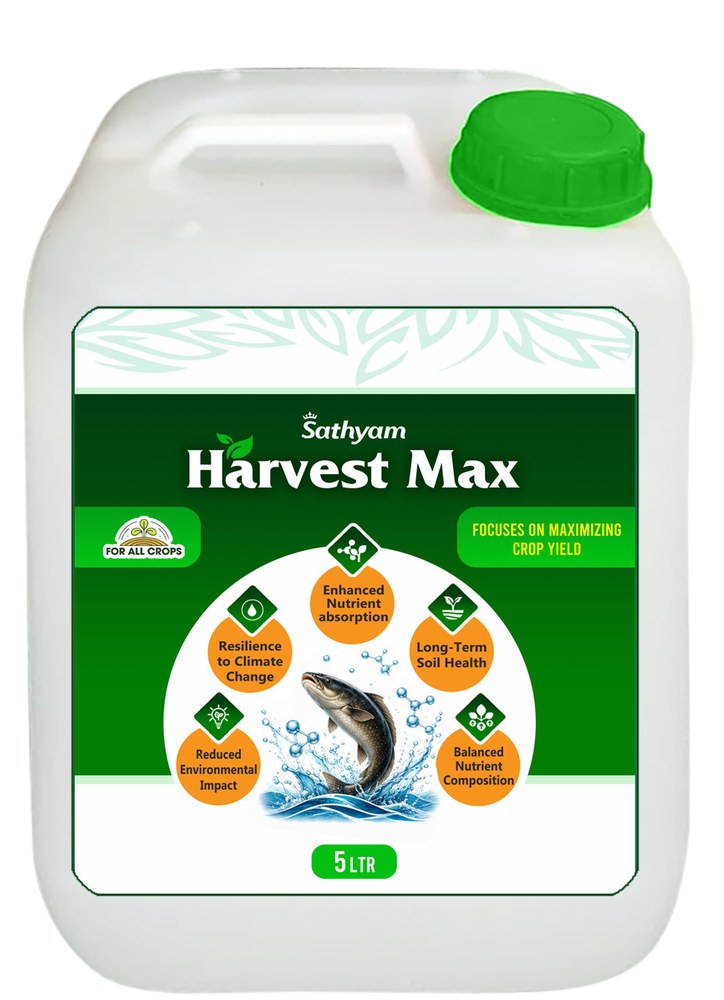 Sathyam
Harvest Max
FOR ALL CROPS
FOCUSES ON MAXIMIZING
CROP YIELD
Enhanced
Nutrient
absorption
Resilience
to Climate
Change
Long-Term
Soil Health
Reduced
Environmental
Impact
Balanced
Nutrient
Composition
5 LTR